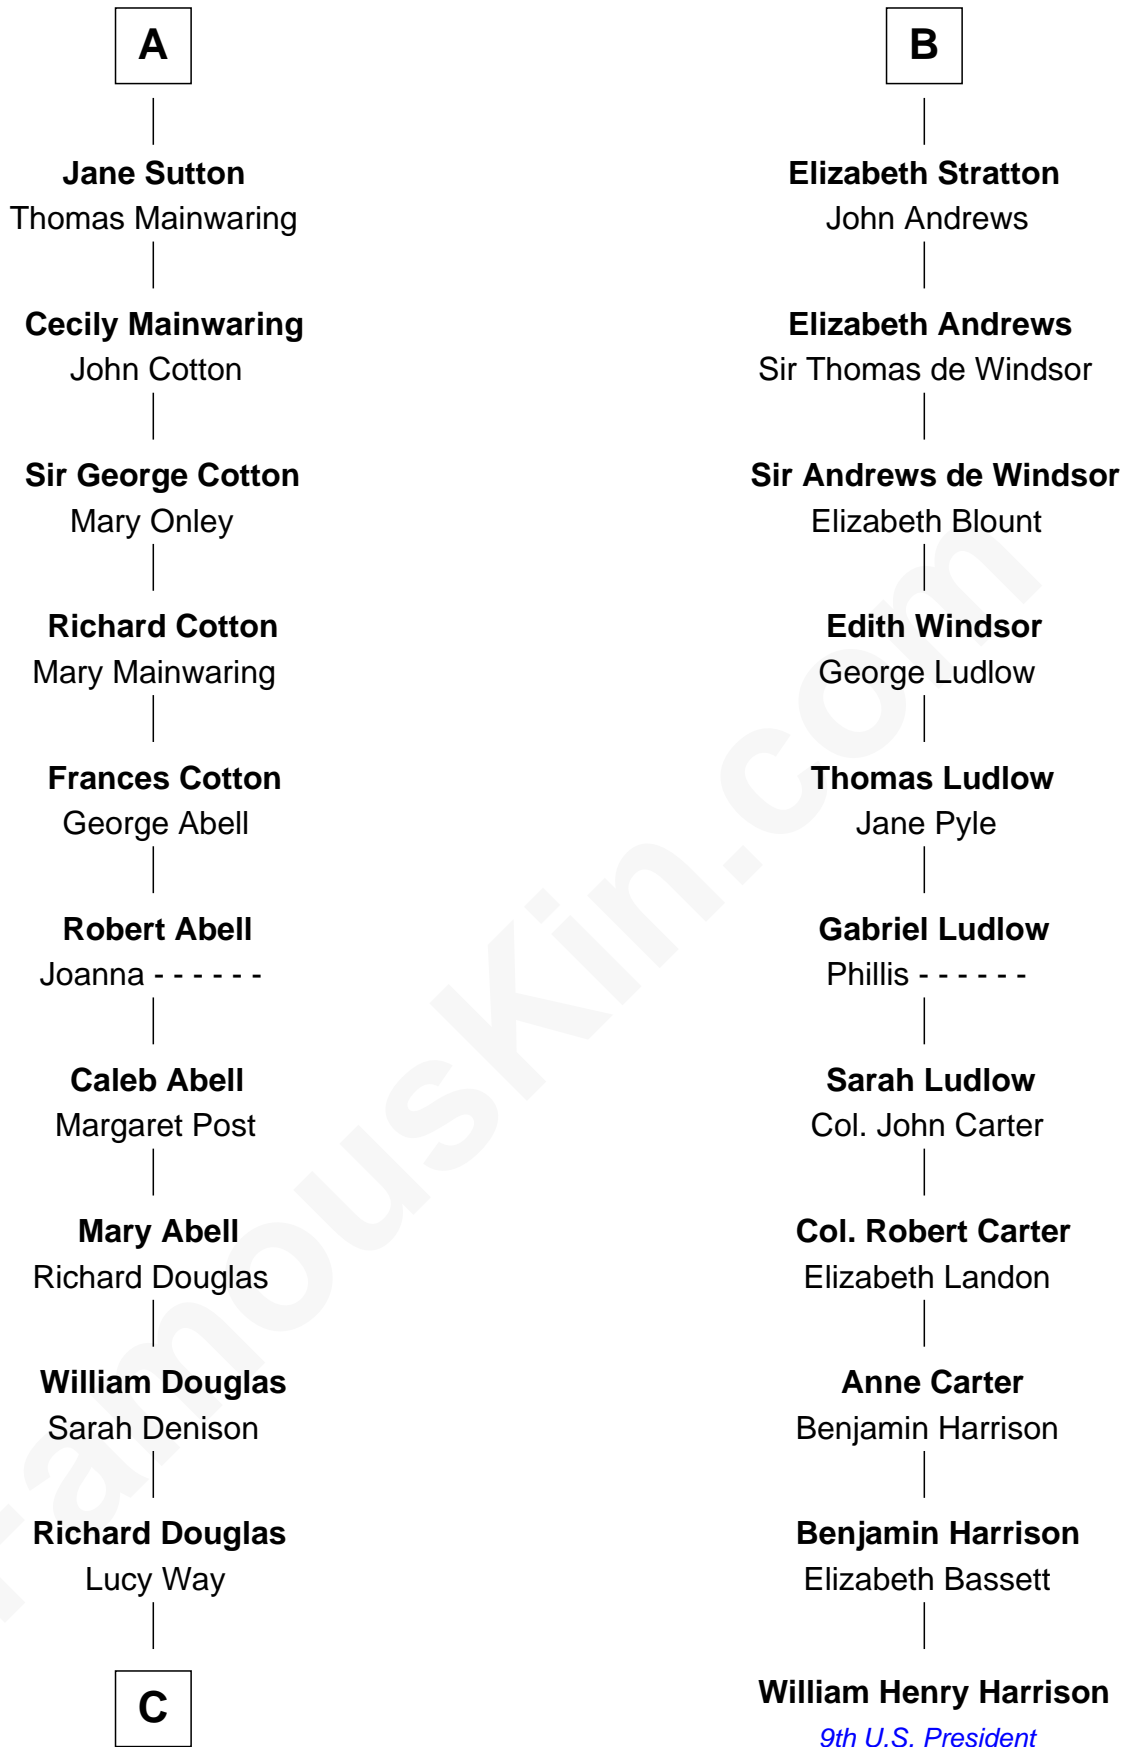 A
Jane Sutton
Thomas Mainwaring
Cecily Mainwaring
John Cotton
Sir George Cotton
Mary Onley
Richard Cotton
Mary Mainwaring
Frances Cotton
George Abell
Robert Abell
Joanna - - - - - -
Caleb Abell
Margaret Post
Mary Abell
Richard Douglas
William Douglas
Sarah Denison
Richard Douglas
Lucy Way
C
B
Elizabeth Stratton
John Andrews
Elizabeth Andrews
Sir Thomas de Windsor
Sir Andrews de Windsor
Elizabeth Blount
Edith Windsor
George Ludlow
Thomas Ludlow
Jane Pyle
Gabriel Ludlow
Phillis - - - - - -
Sarah Ludlow
Col. John Carter
Col. Robert Carter
Elizabeth Landon
Anne Carter
Benjamin Harrison
Benjamin Harrison
Elizabeth Bassett
William Henry Harrison
9th U.S. President
FamousKin.com